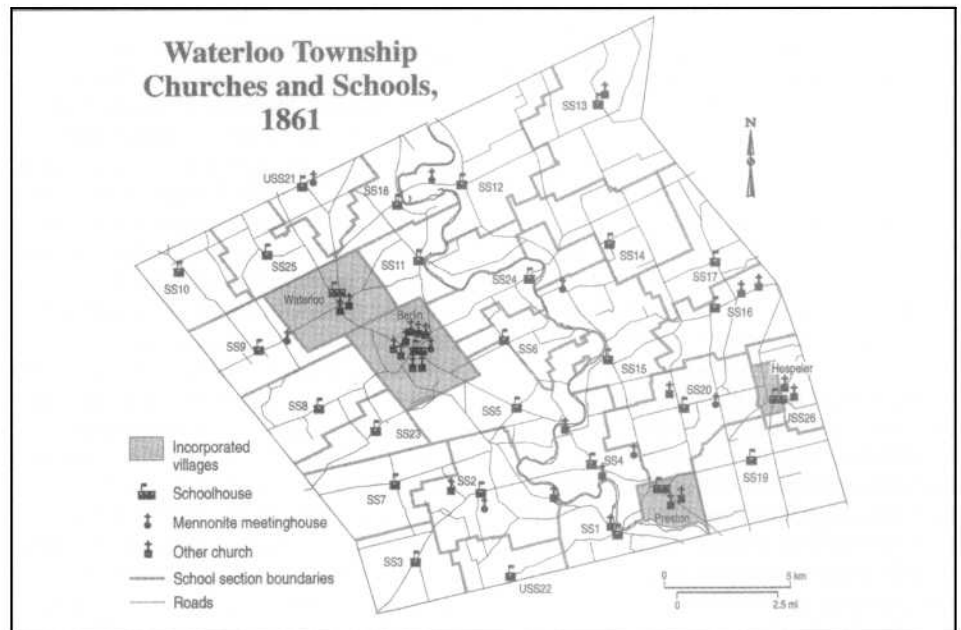 Waterloo Township
Churches and Schools,
1861
N
SS13
USS21
SS18
SS12
SS14
SS11
SS25
SS10
SS24
SS17
Waterloo
SS16
Berlin
SS6
SS9
SS15
Hespeler
SS20
SS8
SS5
USS26
SS23
Incorporated
villages
SS4
SS19
SS7
SS2
Schoolhouse
Preston
Mennonite meetinghouse
SS1
Other church
SS3
School section boundaries
USS22
0 5 km
Roads
0 2.5 mi